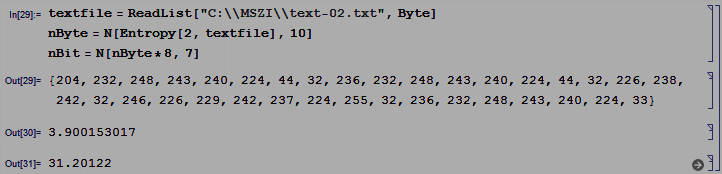 In[29]:= textfile = ReadList["C:\\MSZI\\text-02.txt", Byte]
nByte = N[Entropy[2, textfile], 10]
nBit = N[nByte*8, 7]
Out[29]= {204, 232, 248, 243, 240, 224, 44, 32, 236, 232, 248, 243, 240, 224, 44, 32, 226, 238,
242, 32, 246, 226, 229, 242, 237, 224, 255, 32, 236, 232, 248, 243, 240, 224, 33}
Out[30]= 3.900153017
Out[31]= 31.20122